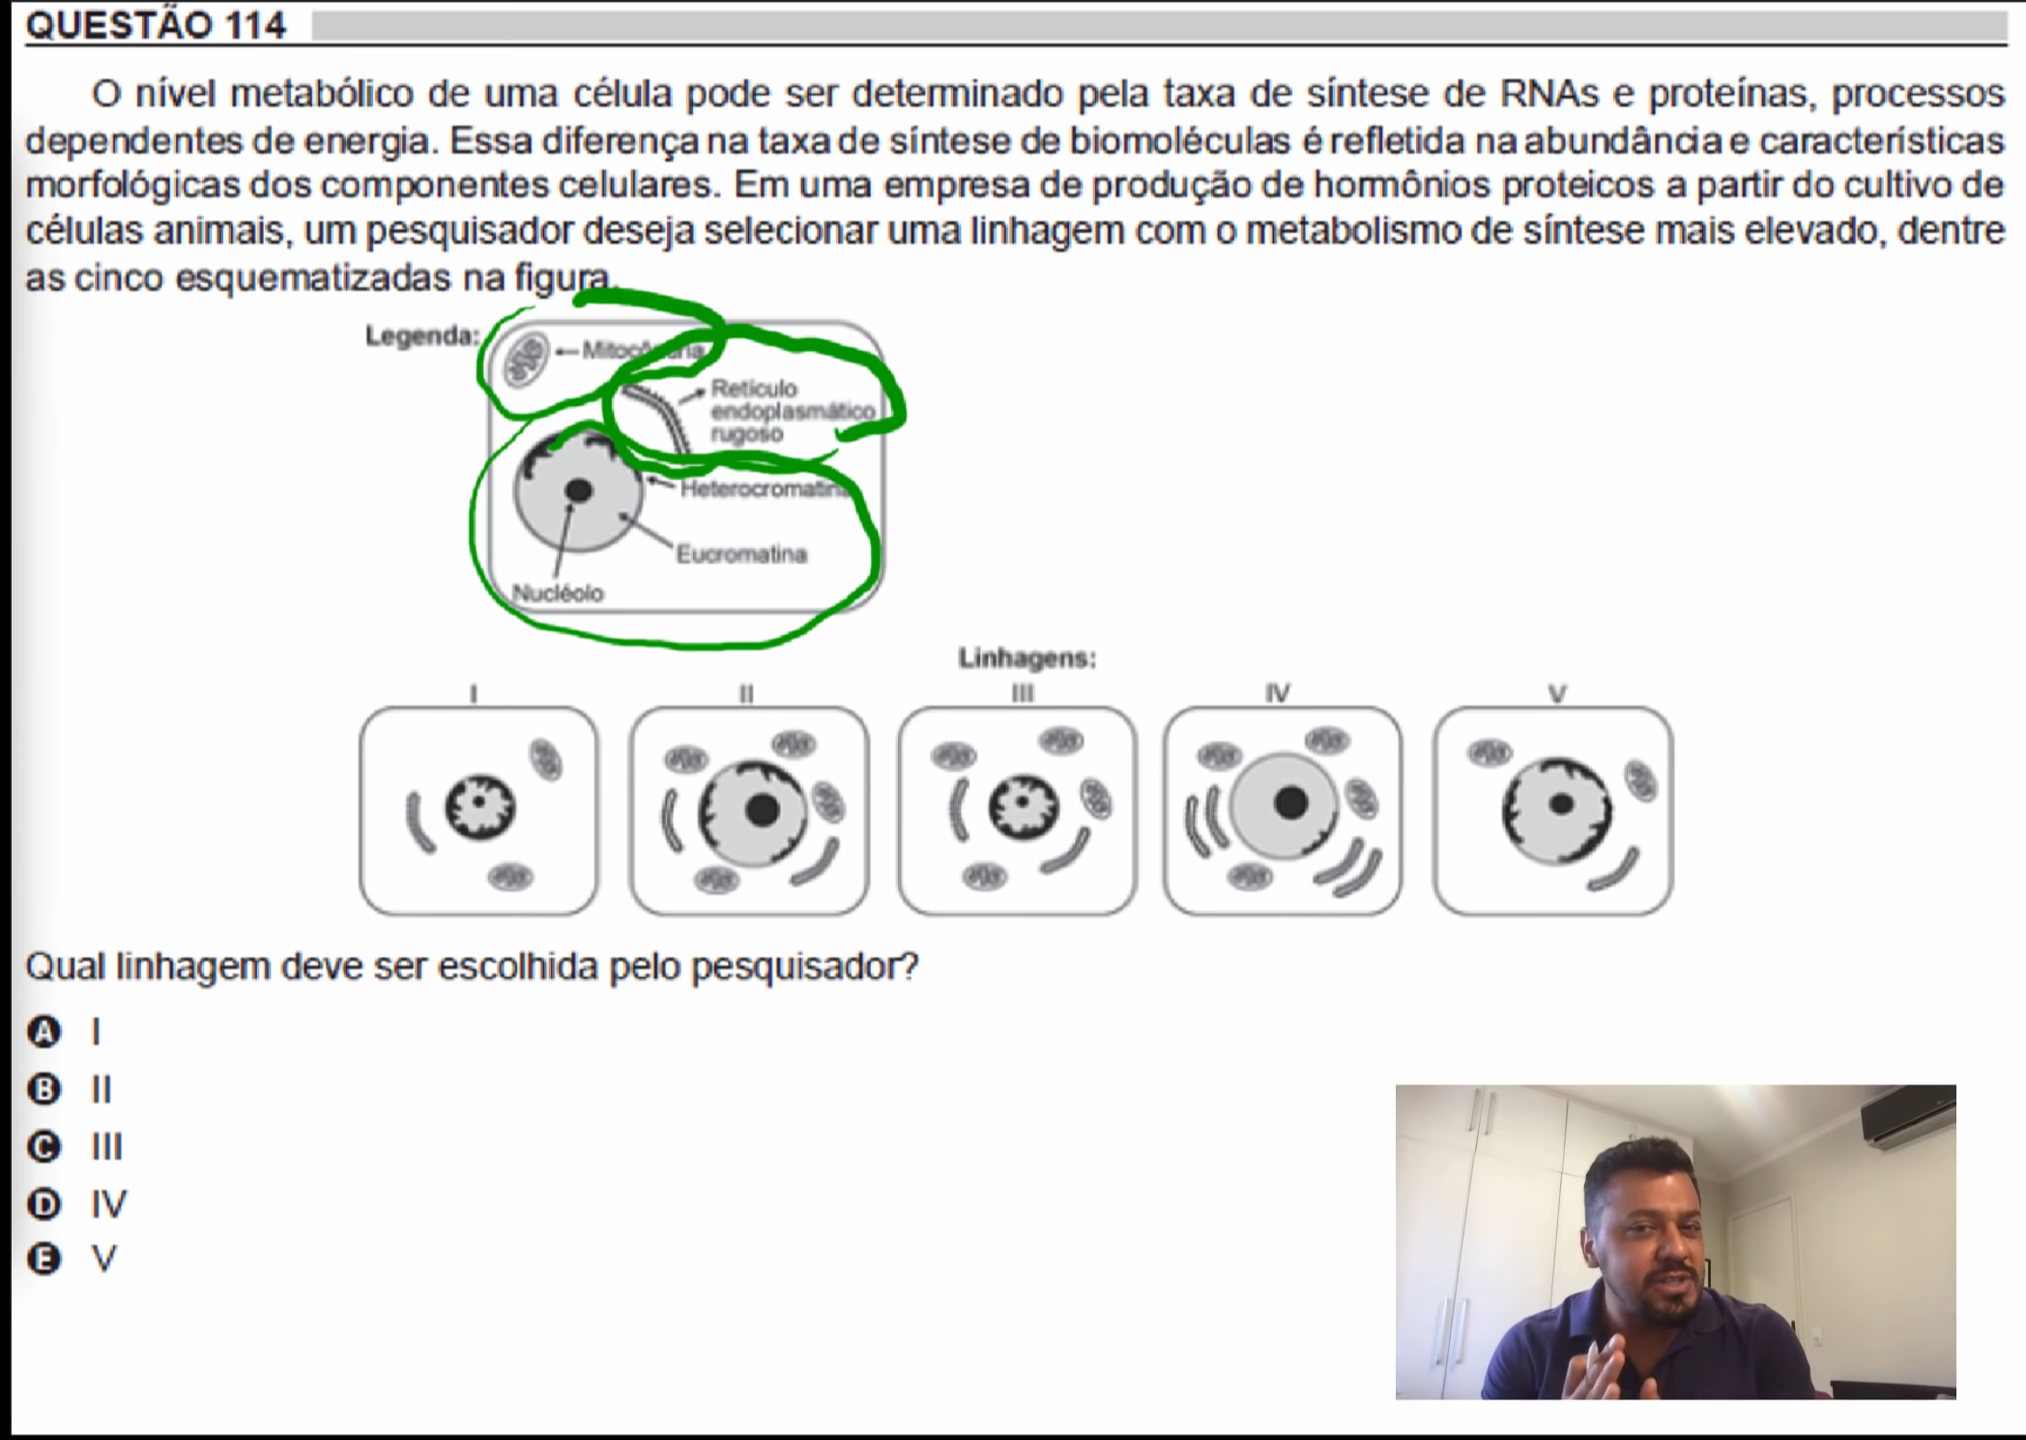 QUESTÃO 114
O nível metabólico de uma célula pode ser determinado pela taxa de síntese de RNAs e proteínas, processos
dependentes de energia. Essa diferença na taxa de síntese de biomoléculas é refletida na abundância e características
morfológicas dos componentes celulares. Em uma empresa de produção de hormônios proteicos a partir do cultivo de
células animais, um pesquisador deseja selecionar uma linhagem com o metabolismo de síntese mais elevado, dentre
as cinco esquematizadas na figura.
Legenda:
Mitocôndria
Retículo
endoplasmático
rugoso
Heterocromatina
Eucromatina
Nucléolo
Linhagens:
I II III IV V
Qual linhagem deve ser escolhida pelo pesquisador?
A I
B II
C III
D IV
E V